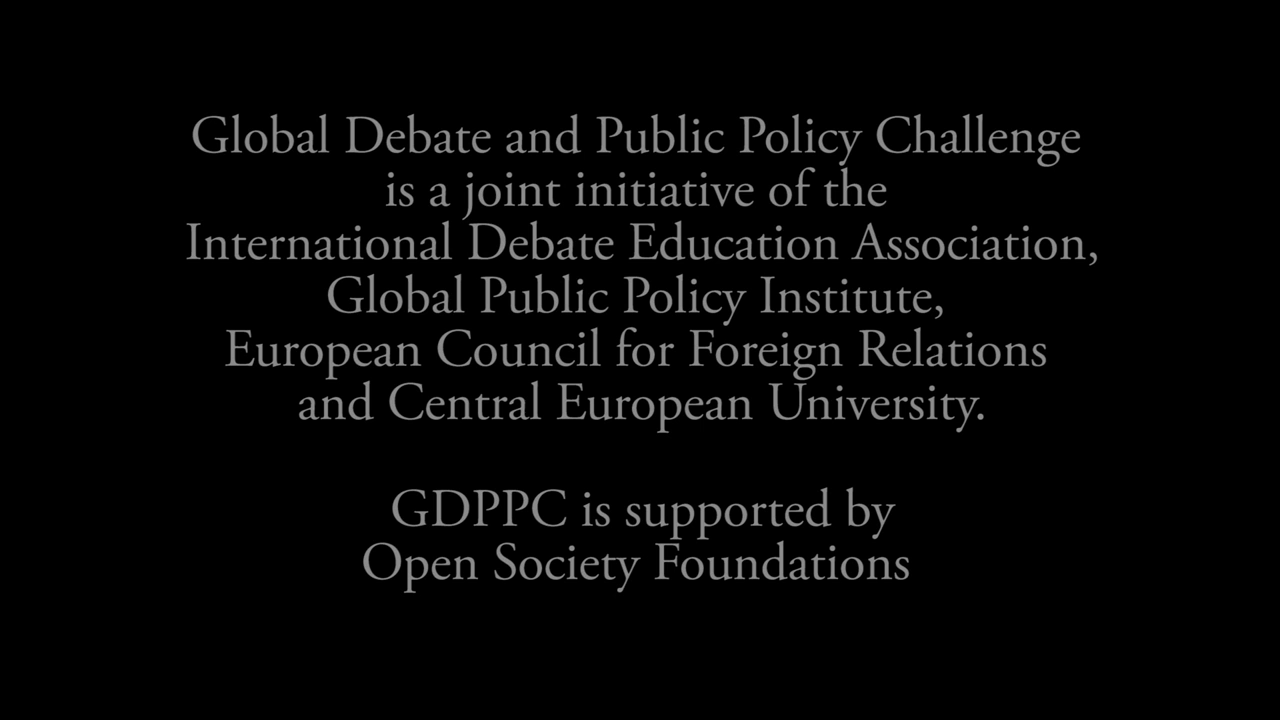 Global Debate and Public Policy Challenge
is a joint initiative of the
International Debate Education Association,
Global Public Policy Institute,
European Council for Foreign Relations
and Central European University.
GDPPC is supported by
Open Society Foundations